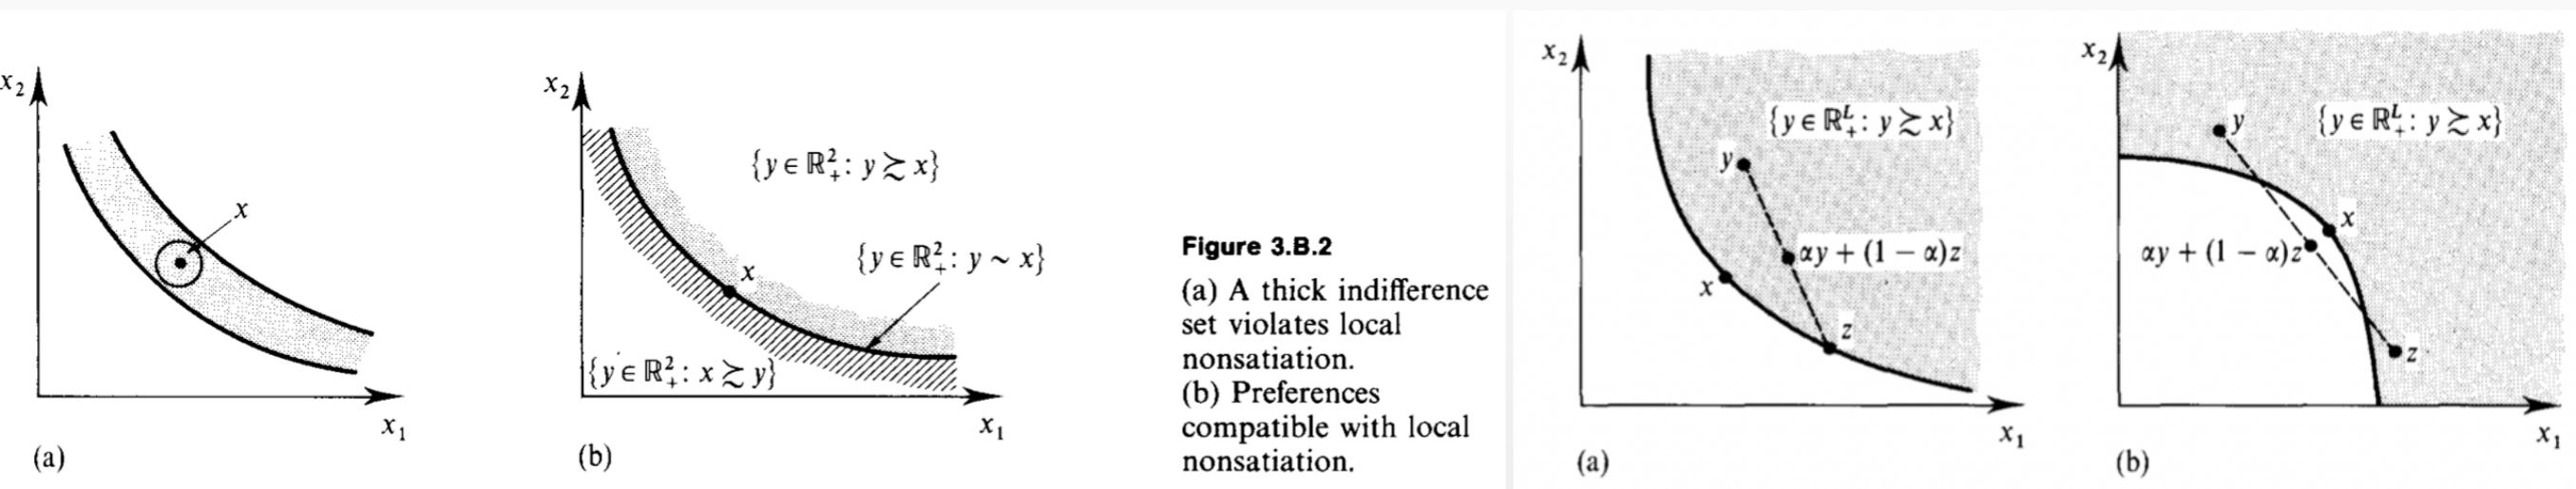 x₂
x
x₁
(a)
x₂
{y ∈ ℝ²₊: y ≿ x}
{y ∈ ℝ²₊: y ~ x}
x
{y ∈ ℝ²₊: x ≿ y}
x₁
(b)
Figure 3.B.2
(a) A thick indifference
set violates local
nonsatiation.
(b) Preferences
compatible with local
nonsatiation.
x₂
{y ∈ ℝᴸ₊: y ≿ x}
y
αy + (1 − α)z
x
z
x₁
(a)
x₂
y
{y ∈ ℝᴸ₊: y ≿ x}
x
αy + (1 − α)z
z
x₁
(b)